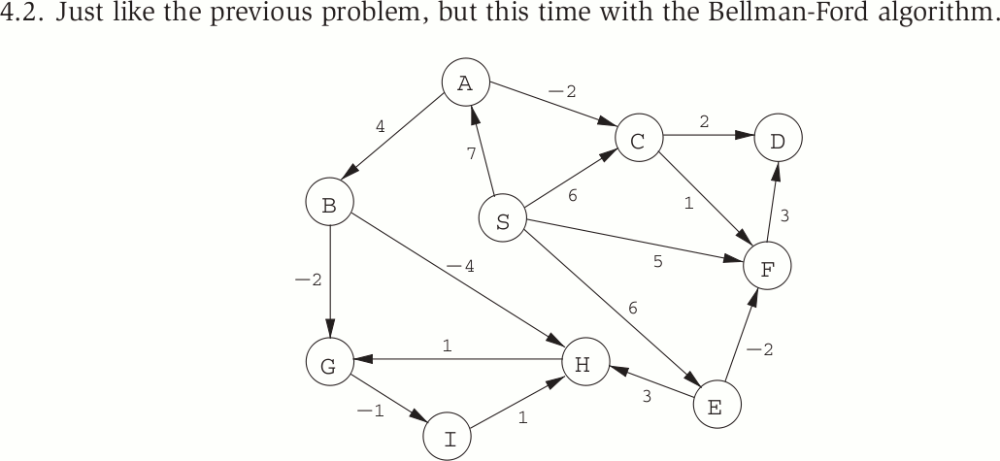 4.2. Just like the previous problem, but this time with the Bellman-Ford algorithm.
A
−2
4
C
2
D
7
6
B
S
1
3
5
F
−2
−4
6
1
−2
G
H
3
−1
1
E
I